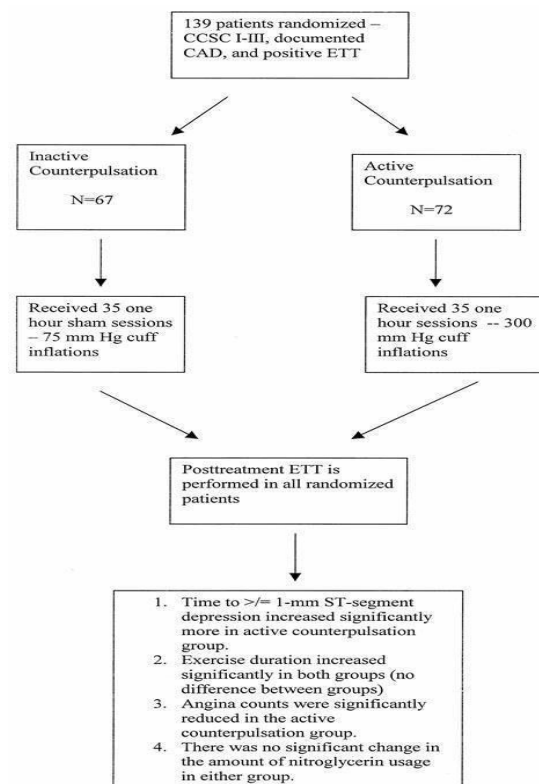 139 patients randomized –
CCSC I-III, documented
CAD, and positive ETT
Inactive
Counterpulsation
N=67
Active
Counterpulsation
N=72
Received 35 one
hour sham sessions
– 75 mm Hg cuff
inflations
Received 35 one
hour sessions -- 300
mm Hg cuff
inflations
Posttreatment ETT is
performed in all randomized
patients
1. Time to >/= 1-mm ST-segment
depression increased significantly
more in active counterpulsation
group.
2. Exercise duration increased
significantly in both groups (no
difference between groups)
3. Angina counts were significantly
reduced in the active
counterpulsation group.
4. There was no significant change in
the amount of nitroglycerin usage
in either group.